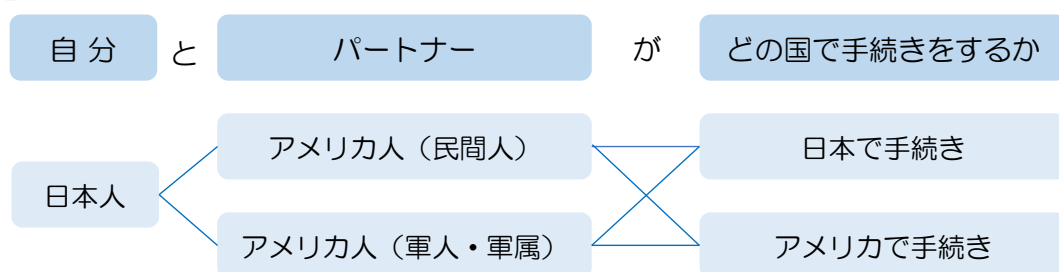 自分 と パートナー が どの国で手続きをするか
アメリカ人（民間人） 日本で手続き
日本人
アメリカ人（軍人・軍属） アメリカで手続き